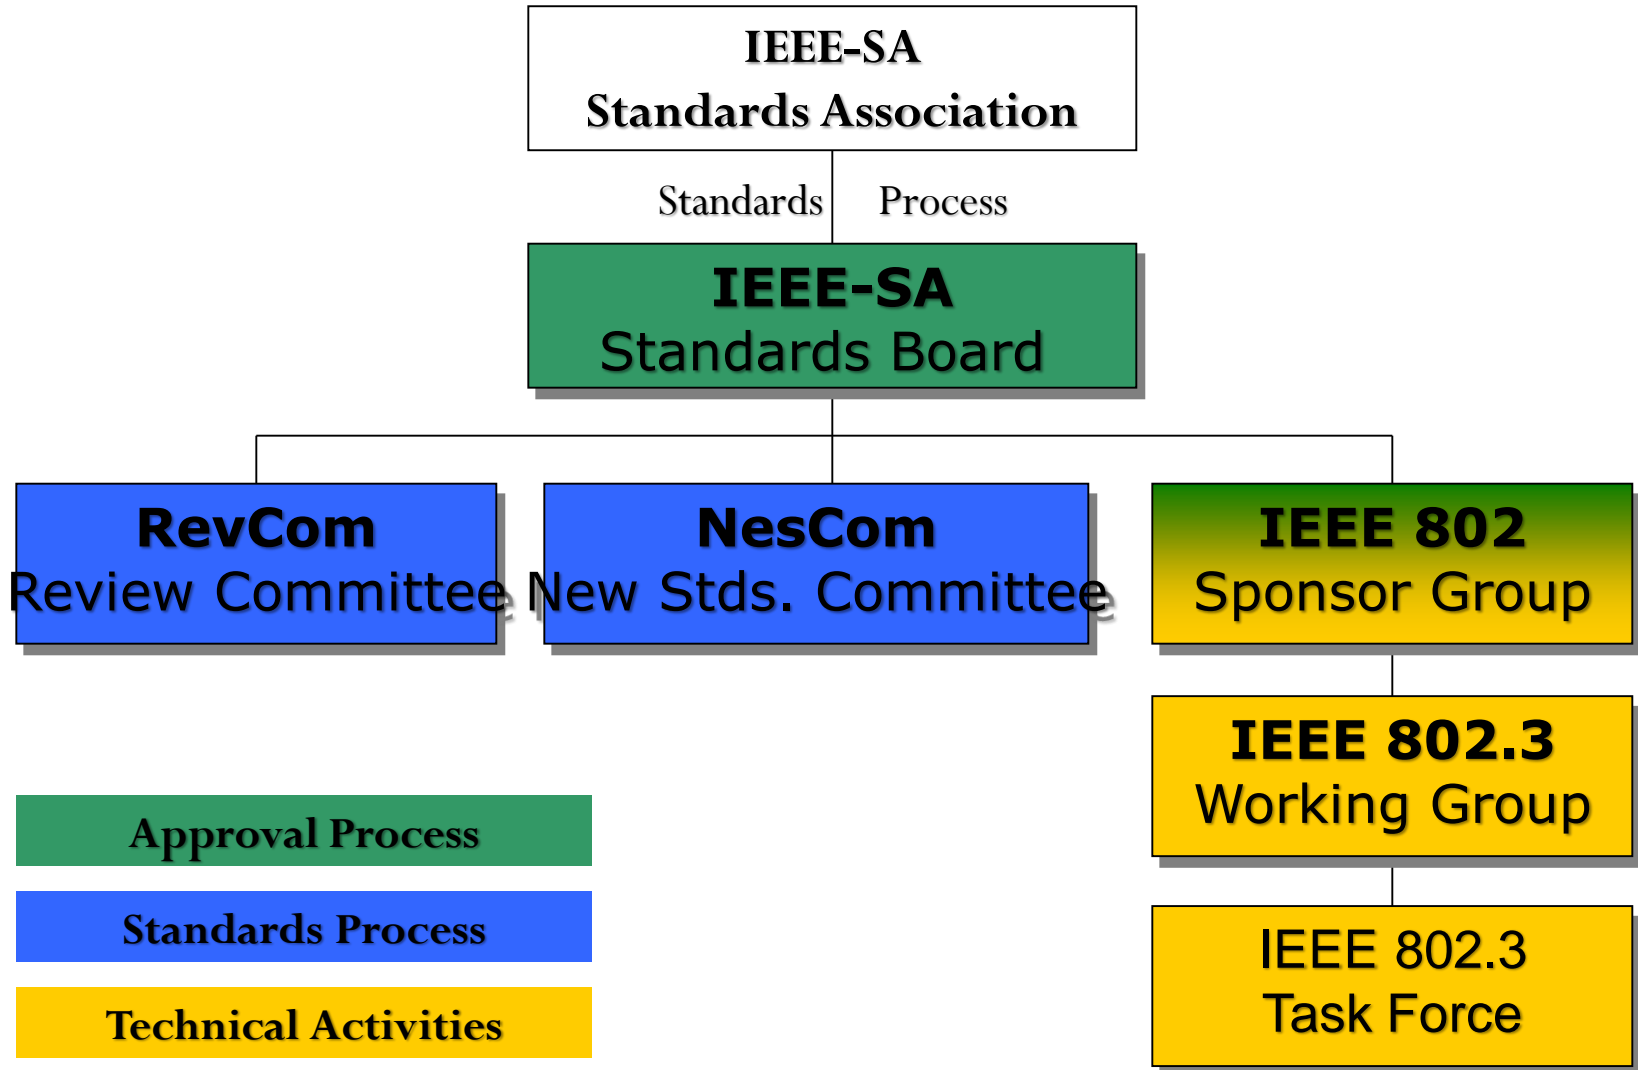 IEEE-SA
Standards Association
Standards Process
IEEE-SA
Standards Board
RevCom
Review Committee
NesCom
New Stds. Committee
IEEE 802
Sponsor Group
IEEE 802.3
Working Group
IEEE 802.3
Task Force
Approval Process
Standards Process
Technical Activities